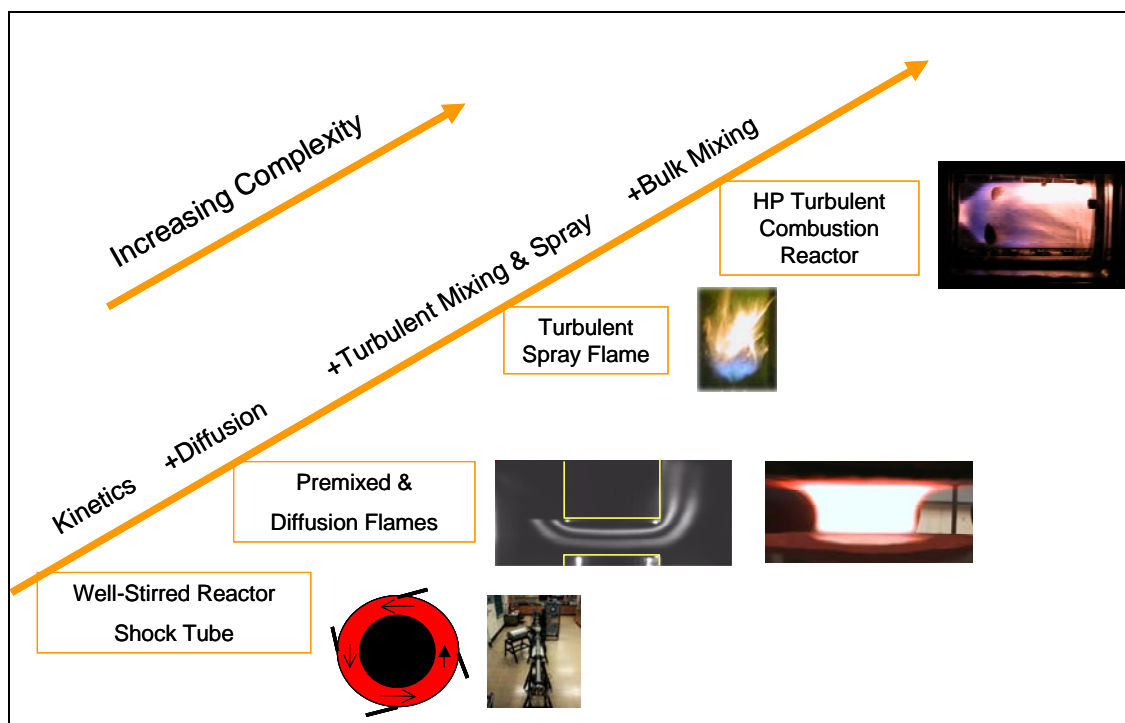 Increasing Complexity
Kinetics
+Diffusion
+Turbulent Mixing & Spray
+Bulk Mixing
HP Turbulent
Combustion
Reactor
Turbulent
Spray Flame
Premixed &
Diffusion Flames
Well-Stirred Reactor
Shock Tube